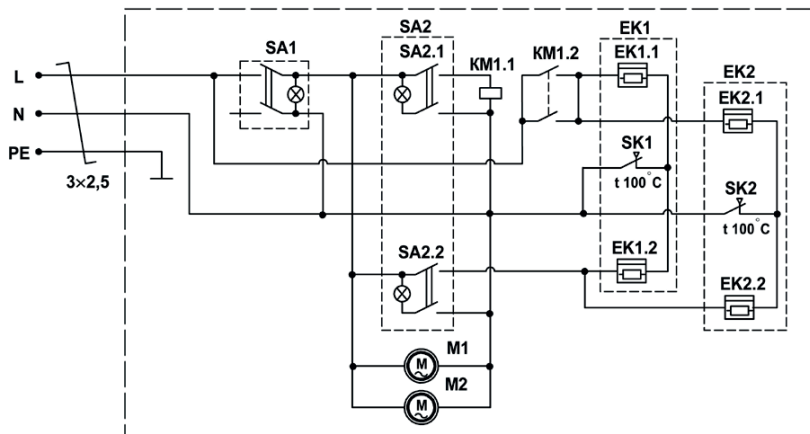 SA2
SA1
SA2.1
KM1.1
KM1.2
EK1
EK1.1
EK2
EK2.1
L
N
PE
3×2,5
SK1
t 100°C
SK2
t 100°C
SA2.2
EK1.2
EK2.2
M1
M
M2
M